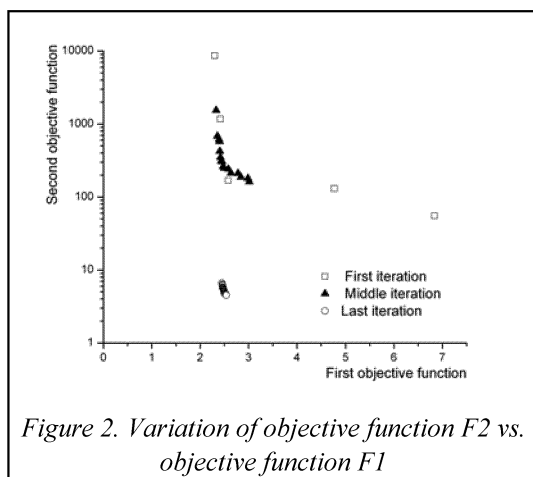 Second objective function
10000
1000
100
10
1
0 1 2 3 4 5 6 7
First objective function
First iteration
Middle iteration
Last iteration
Figure 2. Variation of objective function F2 vs.
objective function F1